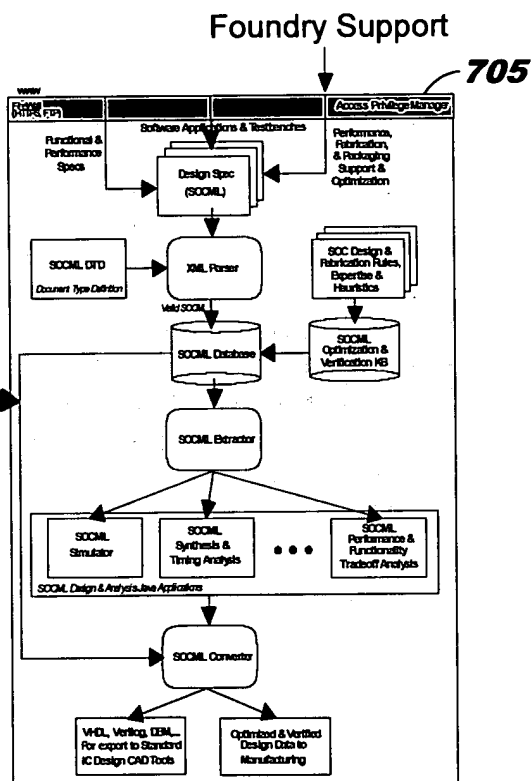 Foundry Support
705
WWW
(HTTPS, FTP)
Access Privilege Manager
Software Applications & Testbenches
Functional &
Performance
Specs
Performance,
Fabrication,
& Packaging
Support &
Optimization
Design Spec
(SOCML)
SOCML DTD
Document Type Definition
XML Parser
SOC Design &
Fabrication Rules,
Expertise &
Heuristics
Valid SOCML
SOCML Database
SOCML
Optimization &
Verification KB
SOCML Extractor
SOCML
Simulator
SOCML
Synthesis &
Timing Analysis
SOCML
Performance &
Functionality
Tradeoff Analysis
SOCML Design & Analysis Java Applications
SOCML Converter
VHDL, Verilog, DBM,...
For export to Standard
IC Design CAD Tools
Optimized & Verified
Design Data to
Manufacturing